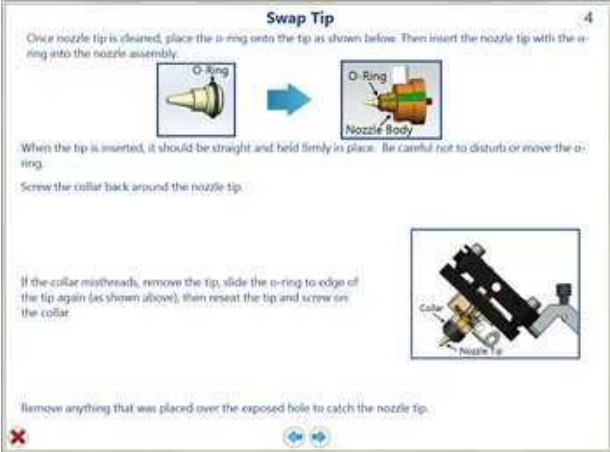 Swap Tip
4
Once nozzle tip is cleaned, place the o-ring onto the tip as shown below. Then insert the nozzle tip with the o-
ring into the nozzle assembly.
O-Ring
O-Ring
Nozzle Body
When the tip is inserted, it should be straight and held firmly in place. Be careful not to disturb or move the o-
ring.
Screw the collar back around the nozzle tip.
If the collar misthreads, remove the tip, slide the o-ring to edge of
the tip again (as shown above), then reseat the tip and screw on
the collar.
Collar
Nozzle Tip
Remove anything that was placed over the exposed hole to catch the nozzle tip.